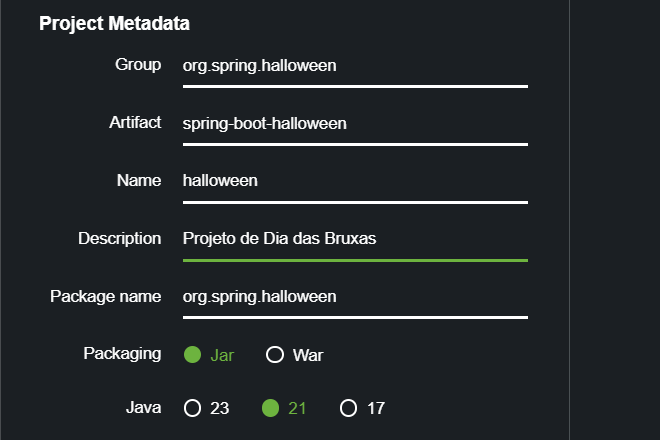 Project Metadata
Group org.spring.halloween
Artifact spring-boot-halloween
Name halloween
Description Projeto de Dia das Bruxas
Package name org.spring.halloween
Packaging Jar War
Java 23 21 17